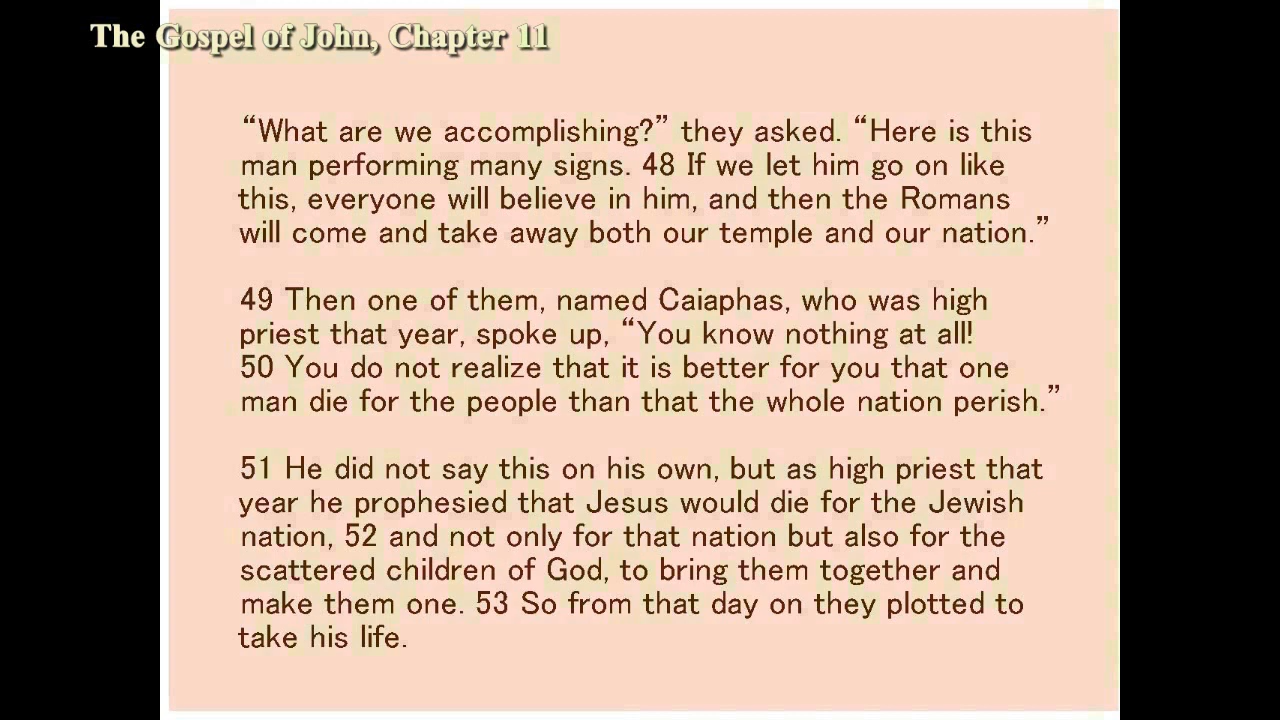 The Gospel of John, Chapter 11
“What are we accomplishing?” they asked. “Here is this
man performing many signs. 48 If we let him go on like
this, everyone will believe in him, and then the Romans
will come and take away both our temple and our nation.”
49 Then one of them, named Caiaphas, who was high
priest that year, spoke up, “You know nothing at all!
50 You do not realize that it is better for you that one
man die for the people than that the whole nation perish.”
51 He did not say this on his own, but as high priest that
year he prophesied that Jesus would die for the Jewish
nation, 52 and not only for that nation but also for the
scattered children of God, to bring them together and
make them one. 53 So from that day on they plotted to
take his life.